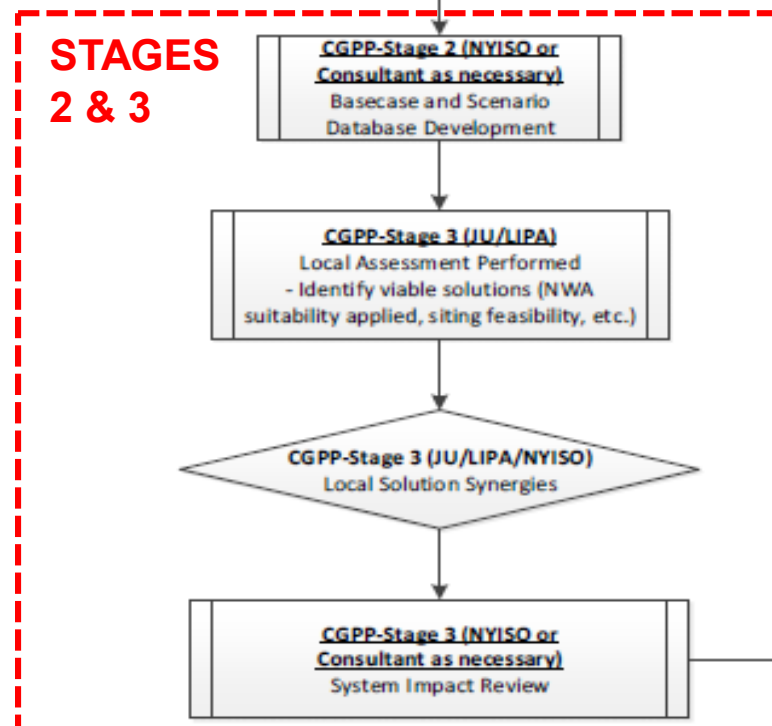 STAGES
2 & 3
CGPP-Stage 2 (NYISO or
Consultant as necessary)
Basecase and Scenario
Database Development
CGPP-Stage 3 (JU/LIPA)
Local Assessment Performed
- Identify viable solutions (NWA
suitability applied, siting feasibility, etc.)
CGPP-Stage 3 (JU/LIPA/NYISO)
Local Solution Synergies
CGPP-Stage 3 (NYISO or
Consultant as necessary)
System Impact Review